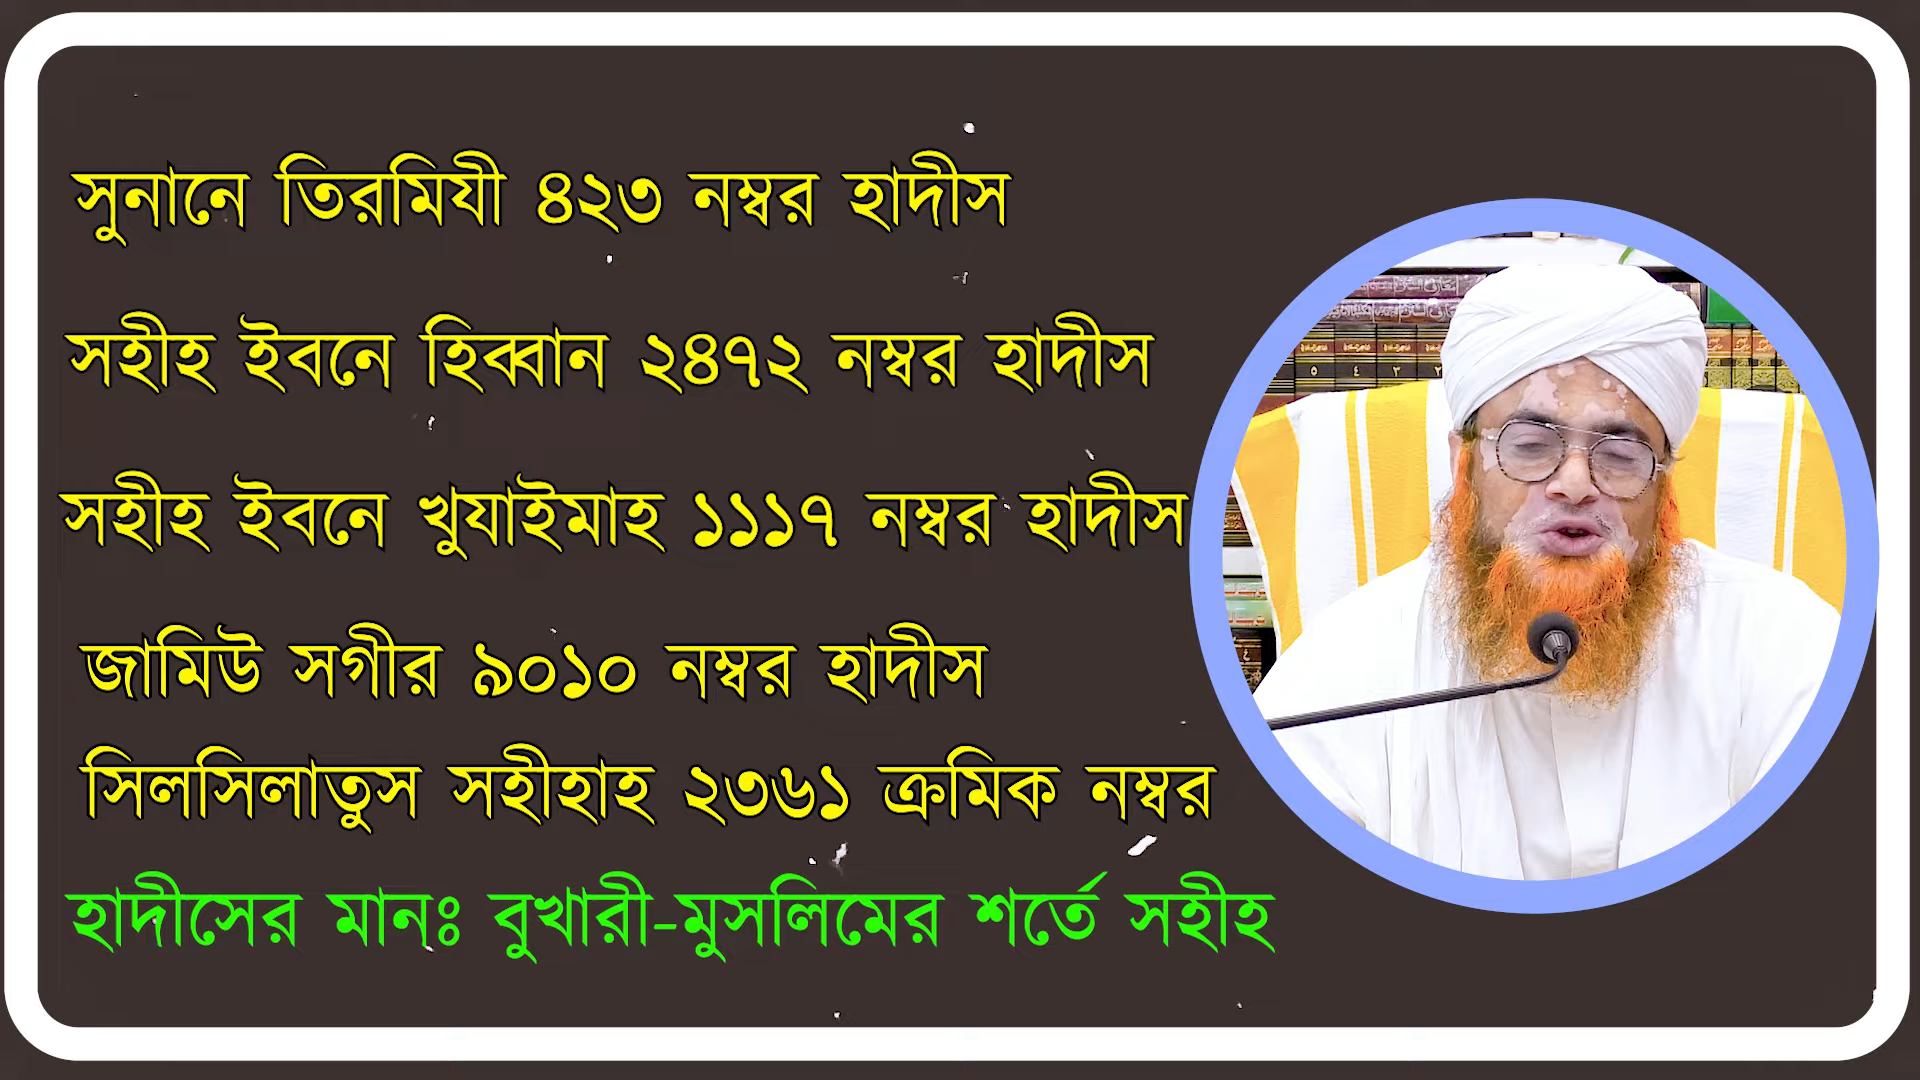 সুনানে তিরমিযী ৪২৩ নম্বর হাদীস
সহীহ ইবনে হিব্বান ২৪৭২ নম্বর হাদীস
সহীহ ইবনে খুযাইমাহ ১১১৭ নম্বর হাদীস
জামিউ সগীর ৯০১০ নম্বর হাদীস
সিলসিলাতুস সহীহাহ ২৩৬১ ক্রমিক নম্বর
হাদীসের মানঃ বুখারী-মুসলিমের শর্তে সহীহ